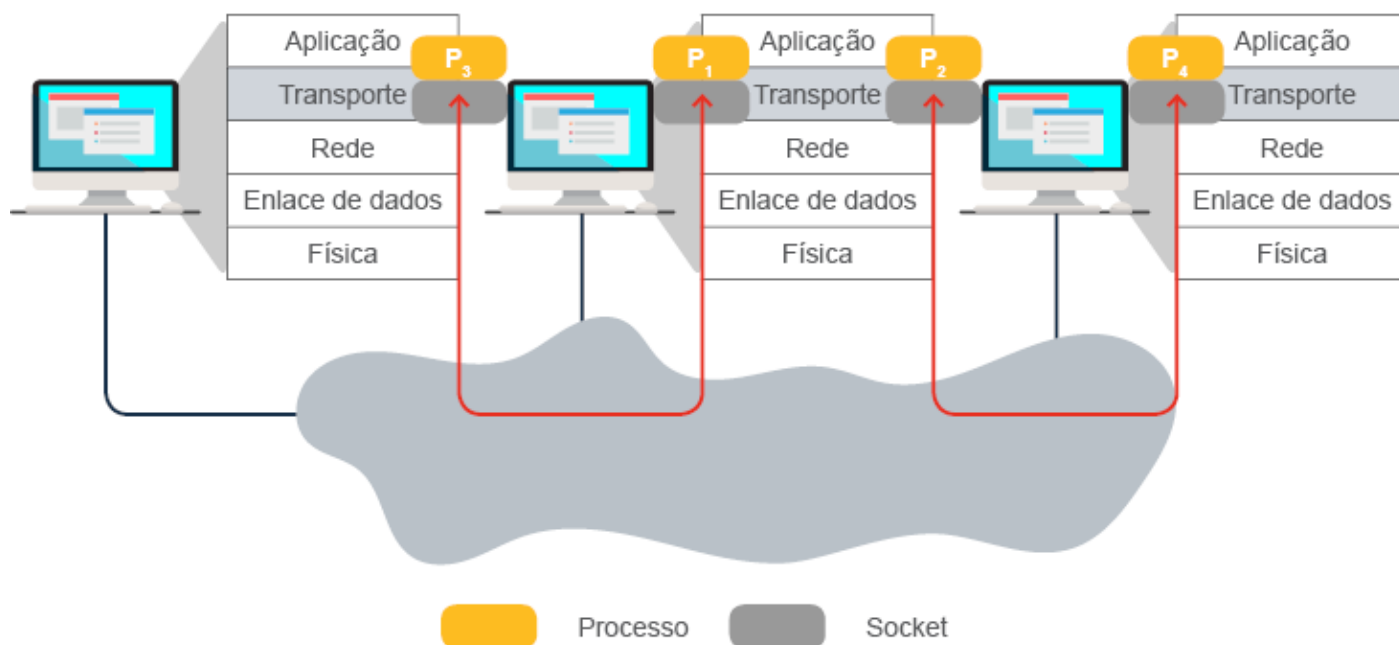 Aplicação
P3
P1
Aplicação
P2
P4
Aplicação
Transporte
Transporte
Transporte
Rede
Rede
Rede
Enlace de dados
Enlace de dados
Enlace de dados
Física
Física
Física
Processo
Socket